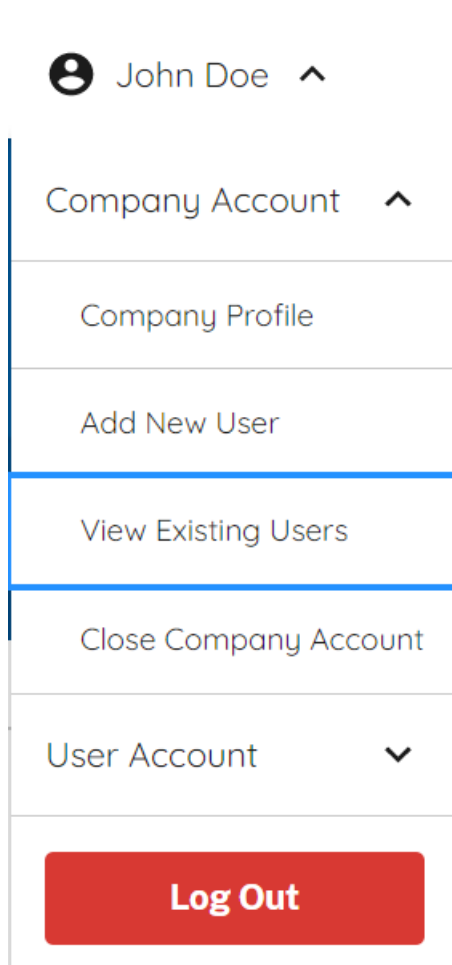 John Doe
Company Account
Company Profile
Add New User
View Existing Users
Close Company Account
User Account
Log Out